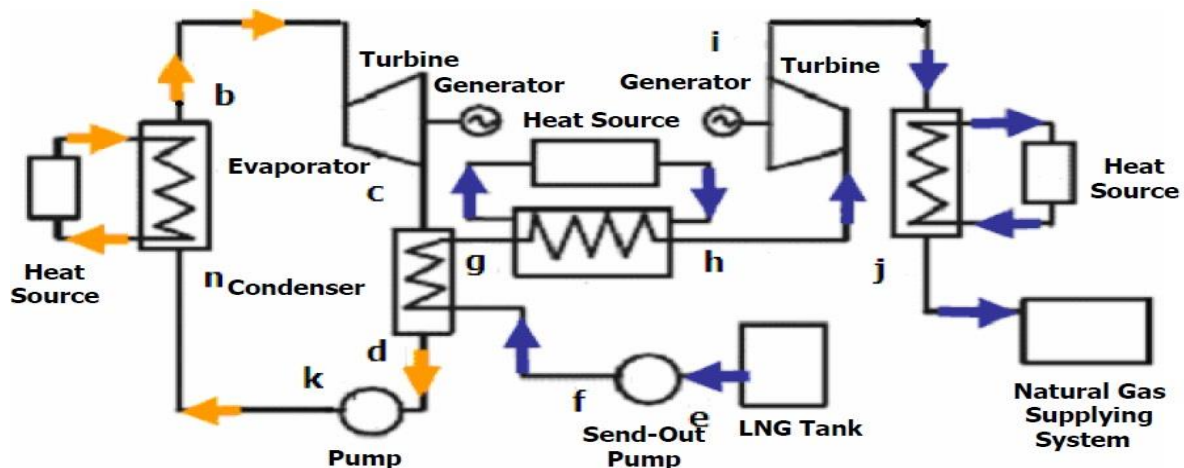 i
Turbine
Generator
Turbine
Generator
b
Heat Source
Evaporator
c
Heat
Source
g
h
j
Heat
Source
n
Condenser
d
k
f
e
LNG Tank
Send-Out
Pump
Pump
Natural Gas
Supplying
System